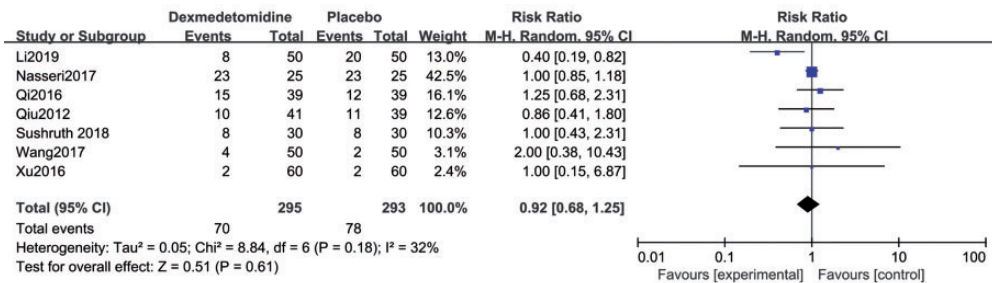 Dexmedetomidine Placebo Risk Ratio Risk Ratio
Study or Subgroup Events Total Events Total Weight M-H. Random. 95% CI M-H. Random. 95% CI
Li2019 8 50 20 50 13.0% 0.40 [0.19, 0.82]
Nasseri2017 23 25 23 25 42.5% 1.00 [0.85, 1.18]
Qi2016 15 39 12 39 16.1% 1.25 [0.68, 2.31]
Qiu2012 10 41 11 39 12.6% 0.86 [0.41, 1.80]
Sushruth 2018 8 30 8 30 10.3% 1.00 [0.43, 2.31]
Wang2017 4 50 2 50 3.1% 2.00 [0.38, 10.43]
Xu2016 2 60 2 60 2.4% 1.00 [0.15, 6.87]
Total (95% CI) 295 293 100.0% 0.92 [0.68, 1.25]
Total events 70 78
Heterogeneity: Tau² = 0.05; Chi² = 8.84, df = 6 (P = 0.18); I² = 32%
Test for overall effect: Z = 0.51 (P = 0.61)
0.01 0.1 1 10 100
Favours [experimental] Favours [control]